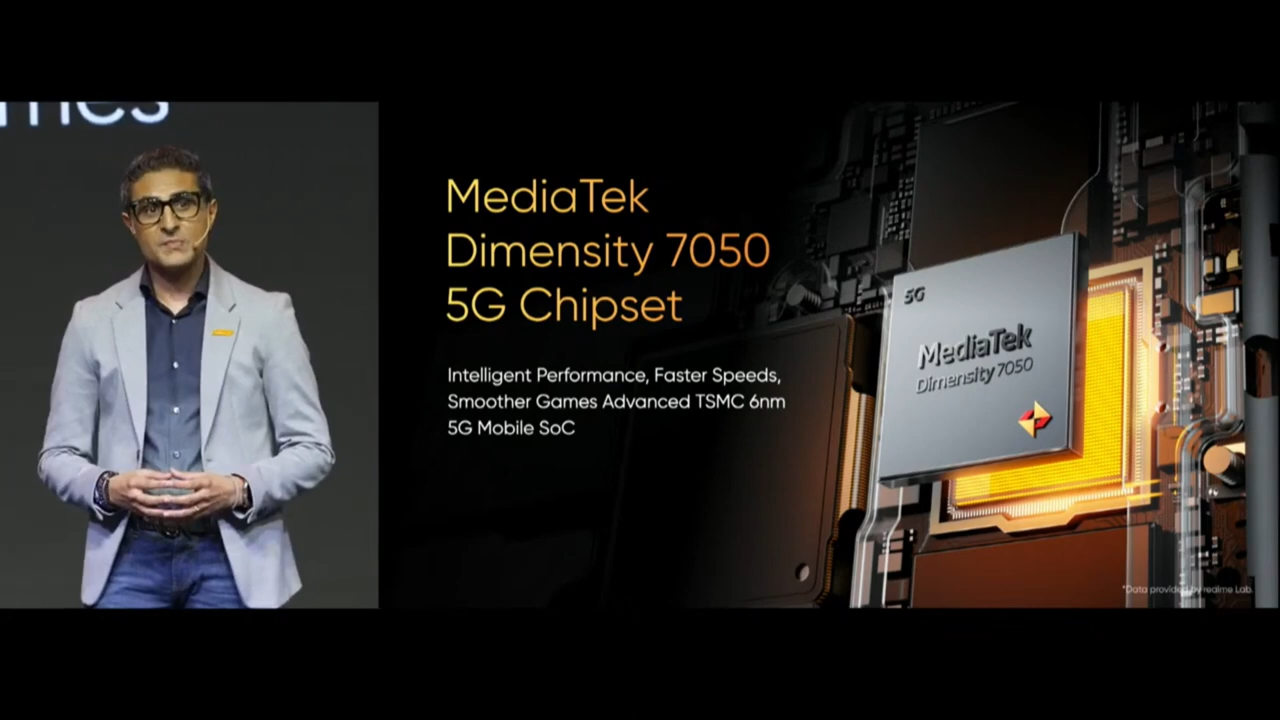 MediaTek
Dimensity 7050
5G Chipset
Intelligent Performance, Faster Speeds,
Smoother Games Advanced TSMC 6nm
5G Mobile SoC
5G
MediaTek
Dimensity 7050
*Data provided by realme Lab.